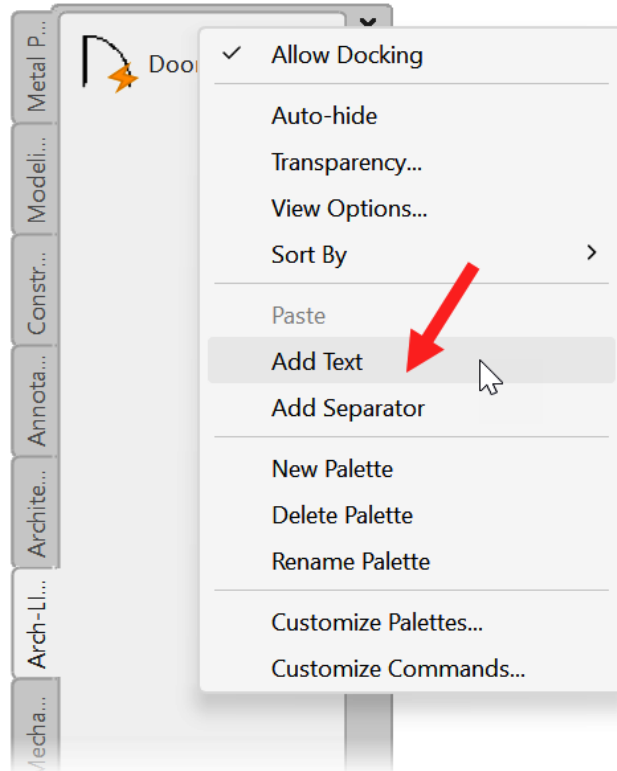 Metal P...
Modeli...
Constr...
Annota...
Archite...
Arch-LI...
Mecha...
Door
Allow Docking
Auto-hide
Transparency...
View Options...
Sort By
Paste
Add Text
Add Separator
New Palette
Delete Palette
Rename Palette
Customize Palettes...
Customize Commands...